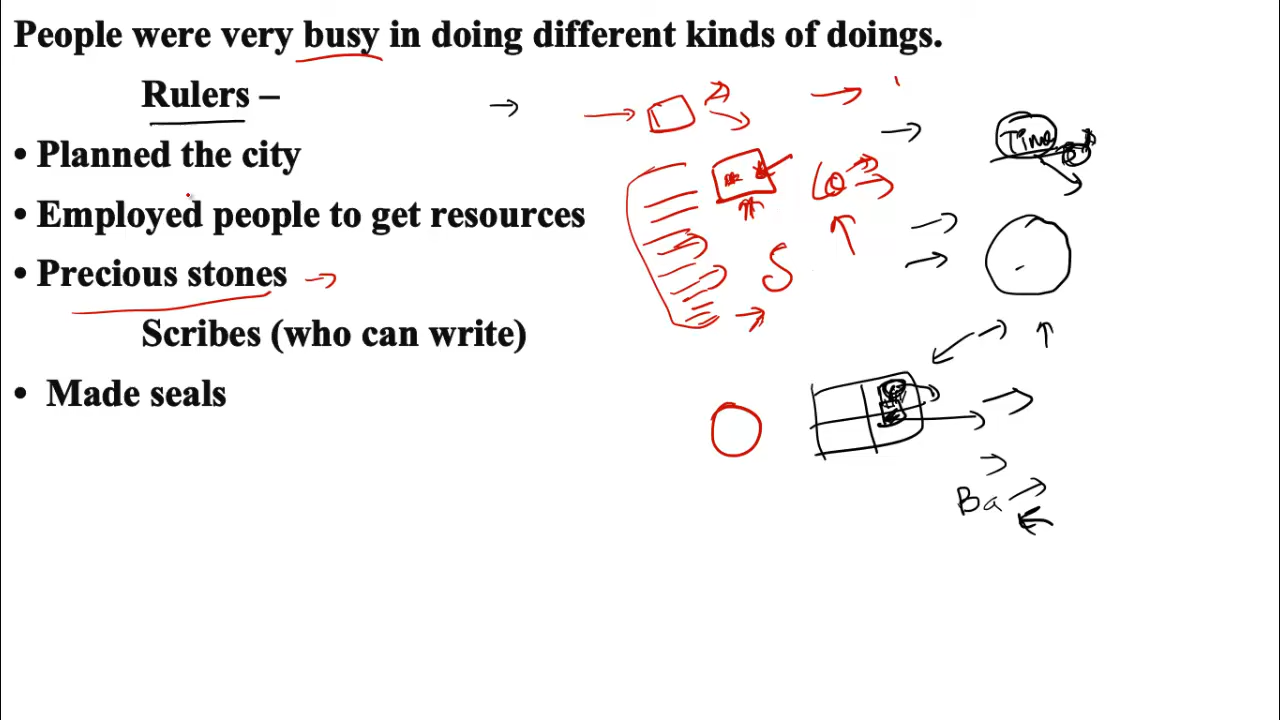 People were very busy in doing different kinds of doings.
Rulers –
• Planned the city
• Employed people to get resources
• Precious stones
Scribes (who can write)
• Made seals
Time
S
Ba